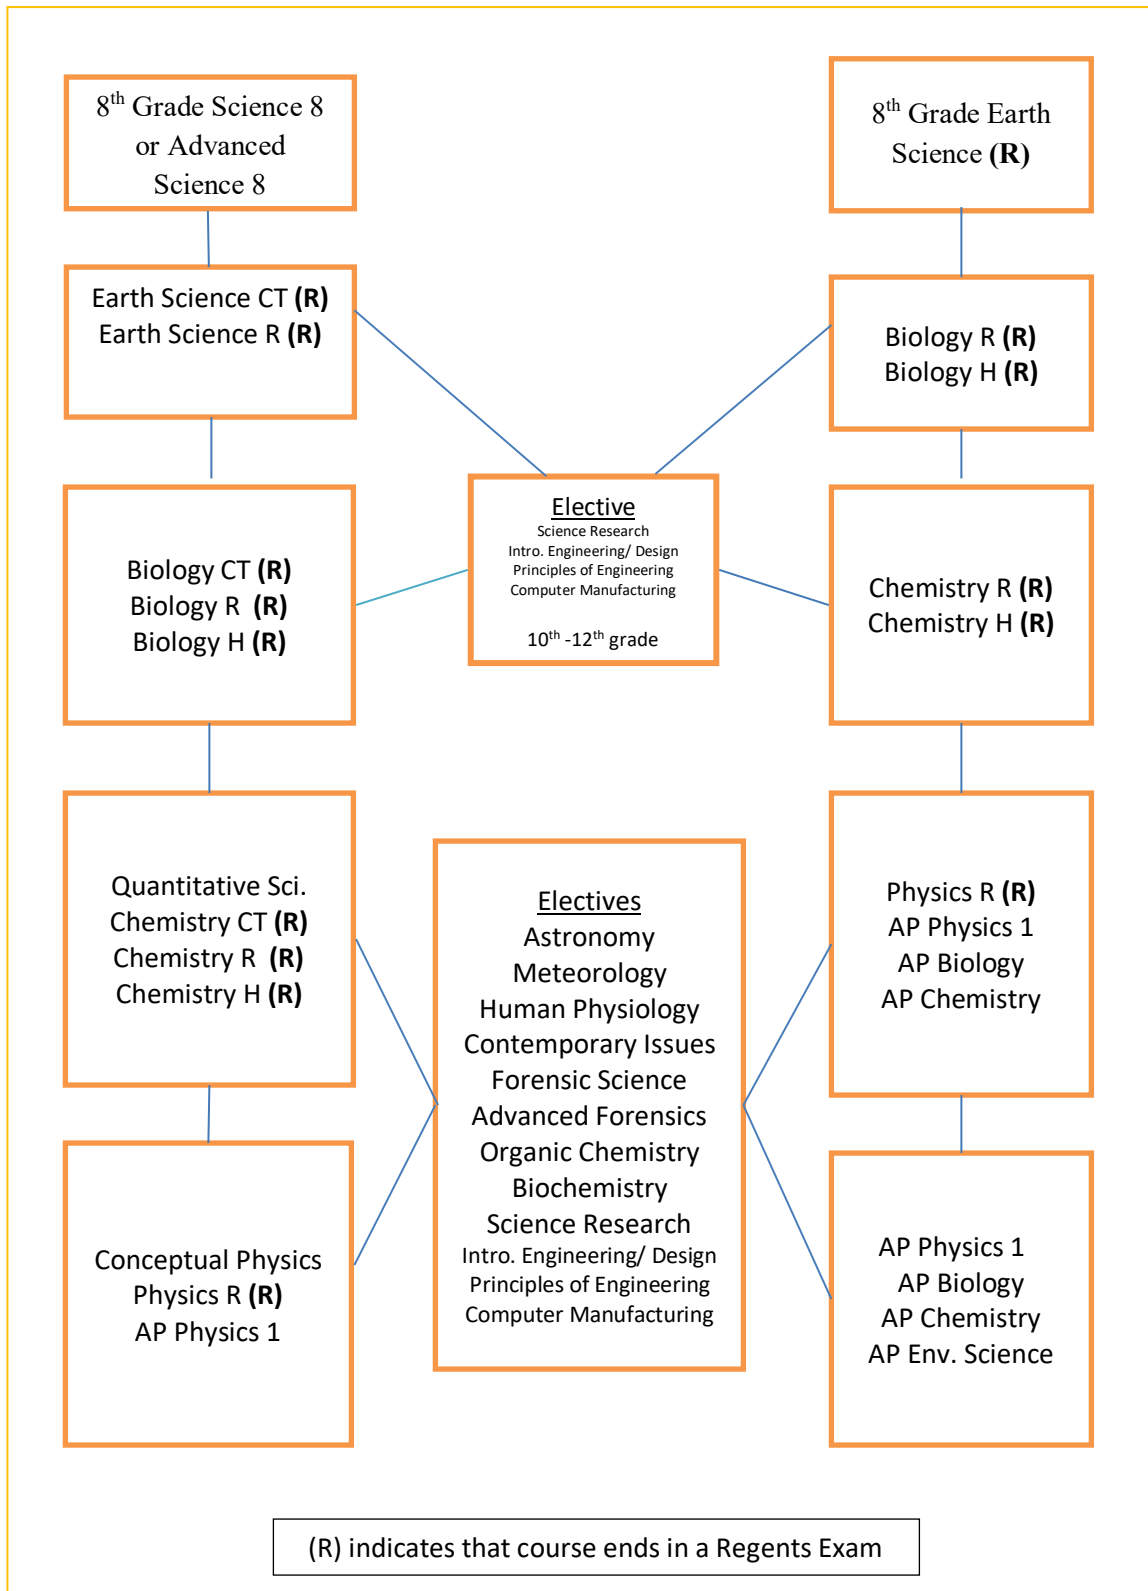 8th Grade Science 8
or Advanced
Science 8
8th Grade Earth
Science (R)
Earth Science CT (R)
Earth Science R (R)
Biology R (R)
Biology H (R)
Elective
Science Research
Intro. Engineering/ Design
Principles of Engineering
Computer Manufacturing
10th -12th grade
Biology CT (R)
Biology R (R)
Biology H (R)
Chemistry R (R)
Chemistry H (R)
Quantitative Sci.
Chemistry CT (R)
Chemistry R (R)
Chemistry H (R)
Electives
Astronomy
Meteorology
Human Physiology
Contemporary Issues
Forensic Science
Advanced Forensics
Organic Chemistry
Biochemistry
Science Research
Intro. Engineering/ Design
Principles of Engineering
Computer Manufacturing
Physics R (R)
AP Physics 1
AP Biology
AP Chemistry
Conceptual Physics
Physics R (R)
AP Physics 1
AP Physics 1
AP Biology
AP Chemistry
AP Env. Science
(R) indicates that course ends in a Regents Exam